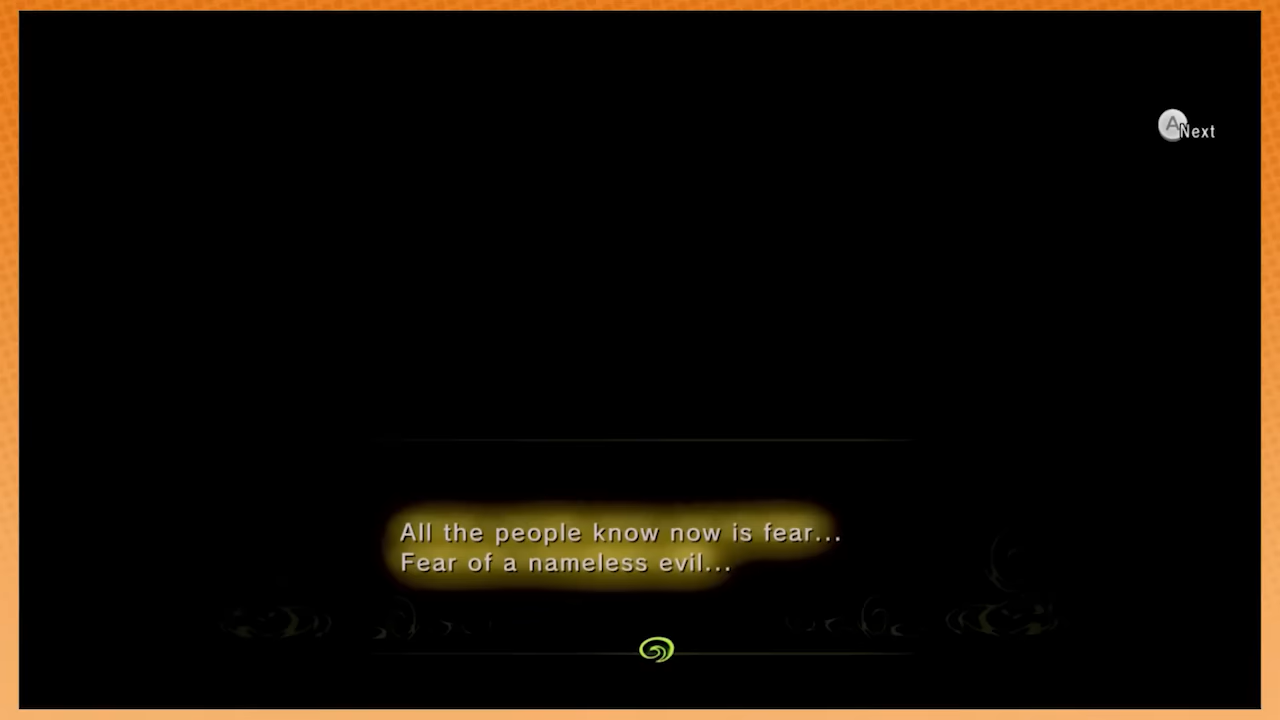 A Next
All the people know now is fear...
Fear of a nameless evil...